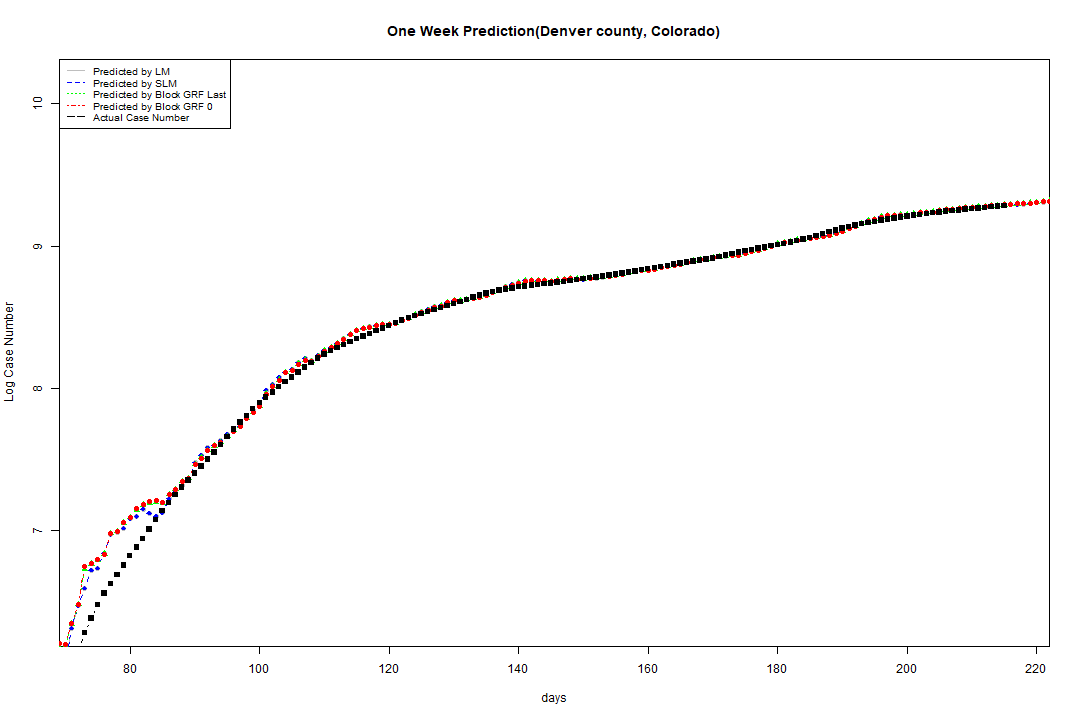 One Week Prediction(Denver county, Colorado)
Predicted by LM
Predicted by SLM
Predicted by Block GRF Last
Predicted by Block GRF 0
Actual Case Number
10
9
8
7
Log Case Number
80 100 120 140 160 180 200 220
days